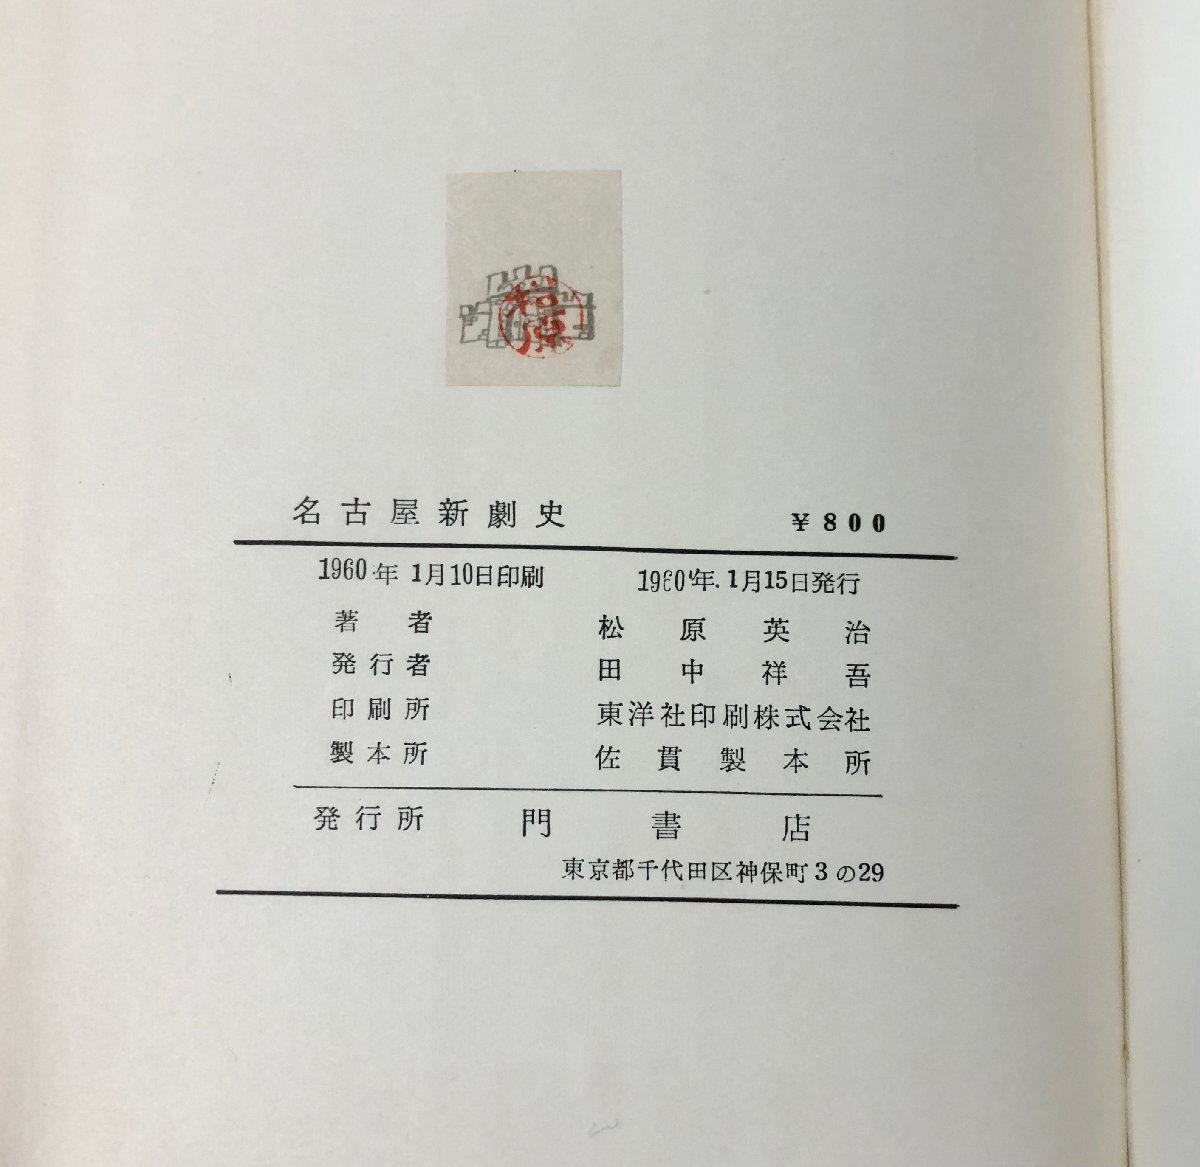 松原
名古屋新劇史 ¥800
1960年1月10日印刷 1960年.1月15日発行
著者 松原英治
発行者 田中祥吾
印刷所 東洋社印刷株式会社
製本所 佐貫製本所
発行所 門書店
東京都千代田区神保町3の29